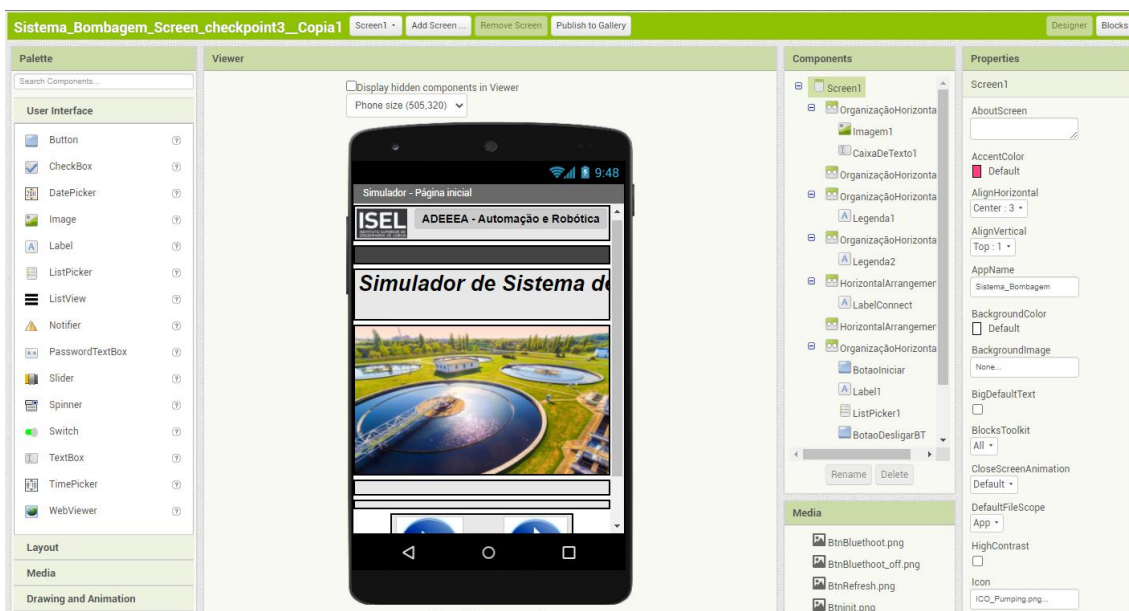 Sistema_Bombagem_Screen_checkpoint3__Copia1
Screen1
Add Screen ...
Remove Screen
Publish to Gallery
Designer
Blocks
Palette
Search Components...
User Interface
Button
CheckBox
DatePicker
Image
Label
ListPicker
ListView
Notifier
PasswordTextBox
Slider
Spinner
Switch
TextBox
TimePicker
WebViewer
Layout
Media
Drawing and Animation
Viewer
Display hidden components in Viewer
Phone size (505,320)
9:48
Simulador - Página inicial
ISEL
ADEEEA - Automação e Robótica
Simulador de Sistema de
Components
Screen1
OrganizaçãoHorizonta
Imagem1
CaixaDeTexto1
OrganizaçãoHorizonta
OrganizaçãoHorizonta
Legenda1
OrganizaçãoHorizonta
Legenda2
HorizontalArrangemen
LabelConnect
HorizontalArrangemen
OrganizaçãoHorizonta
BotaoIniciar
Label1
ListPicker1
BotaoDesligarBT
Rename
Delete
Media
BtnBluethoot.png
BtnBluethoot_off.png
BtnRefresh.png
Btninit.png
Properties
Screen1
AboutScreen
AccentColor
Default
AlignHorizontal
Center : 3
AlignVertical
Top : 1
AppName
Sistema_Bombagem
BackgroundColor
Default
BackgroundImage
None...
BigDefaultText
BlocksToolkit
All
CloseScreenAnimation
Default
DefaultFileScope
App
HighContrast
Icon
ICO_Pumping.png...